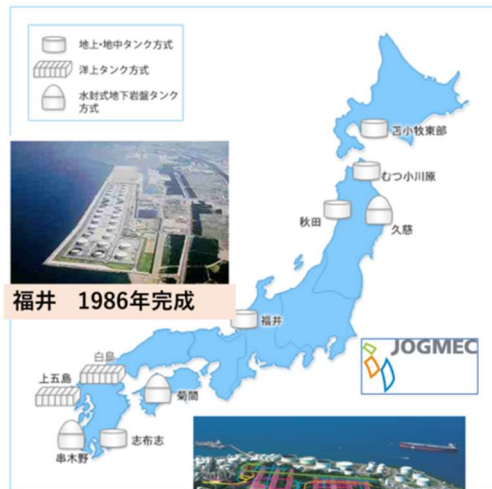 地上・地中タンク方式
洋上タンク方式
水封式地下岩盤タンク
方式
苫小牧東部
むつ小川原
秋田
久慈
福井　1986年完成
福井
JOGMEC
白島
上五島
菊間
串木野
志布志